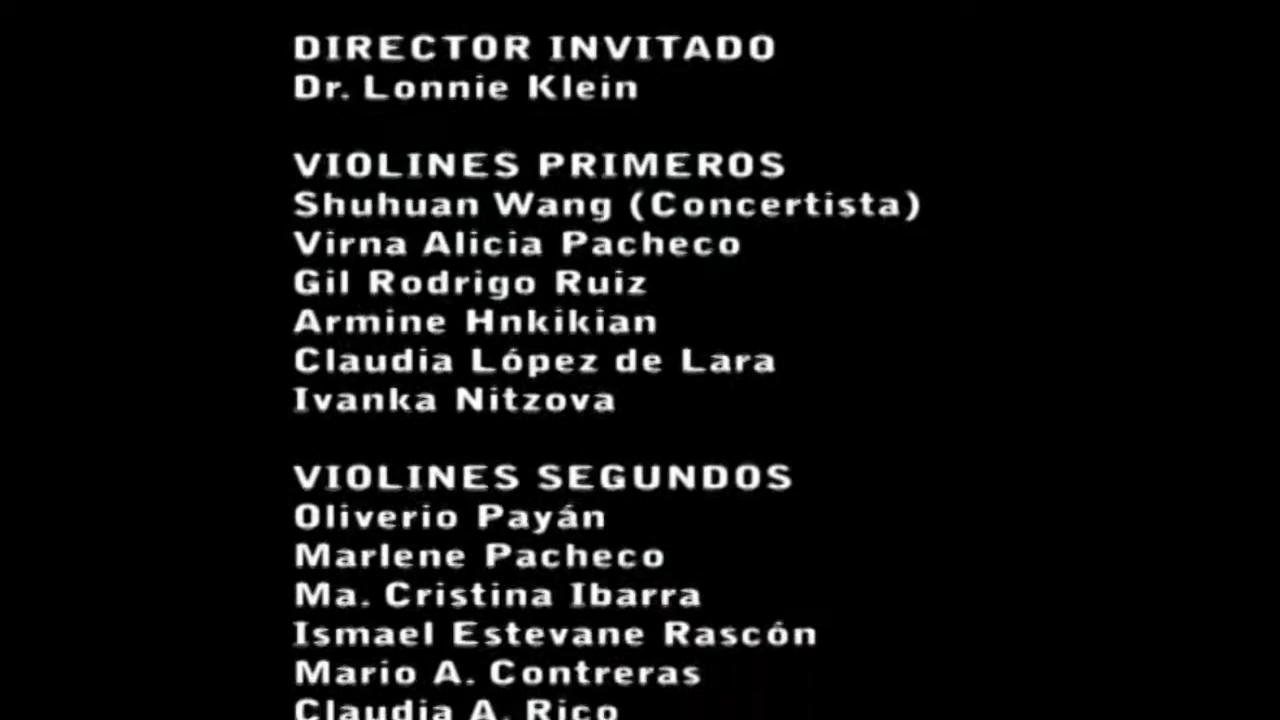 DIRECTOR INVITADO
Dr. Lonnie Klein
VIOLINES PRIMEROS
Shuhuan Wang (Concertista)
Virna Alicia Pacheco
Gil Rodrigo Ruiz
Armine Hnkikian
Claudia López de Lara
Ivanka Nitzova
VIOLINES SEGUNDOS
Oliverio Payán
Marlene Pacheco
Ma. Cristina Ibarra
Ismael Estevane Rascón
Mario A. Contreras
Claudia A. Rico